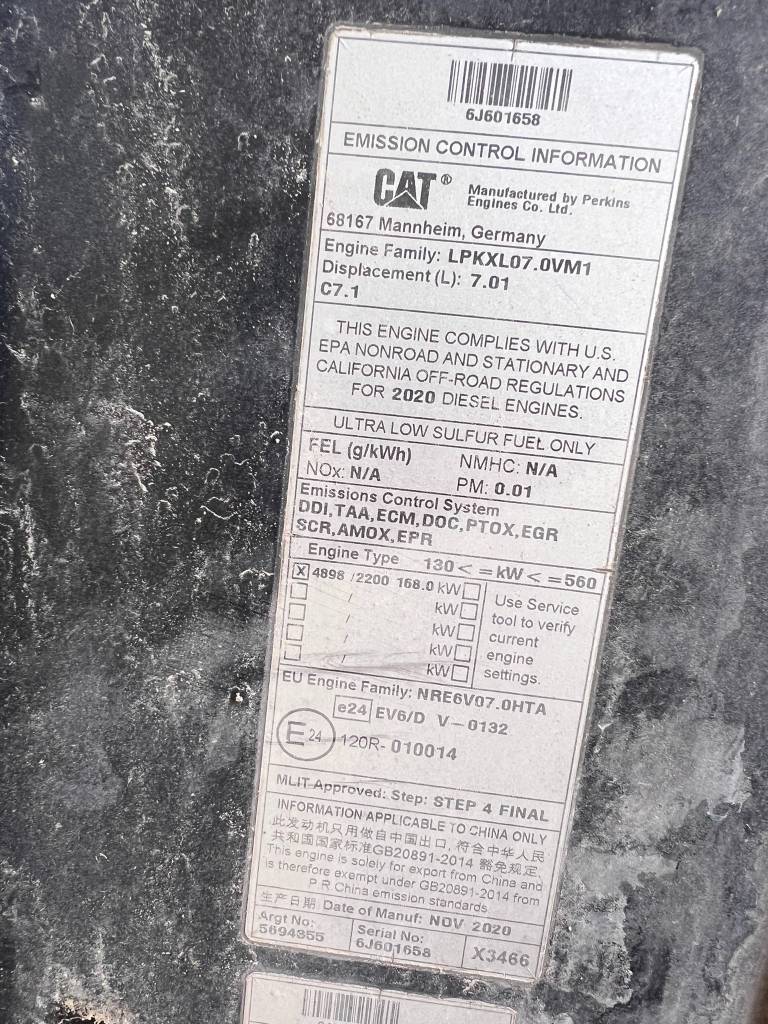 6J601658
EMISSION CONTROL INFORMATION
CAT® Manufactured by Perkins
Engines Co. Ltd.
68167 Mannheim, Germany
Engine Family: LPKXL07.0VM1
Displacement (L): 7.01
C7.1
THIS ENGINE COMPLIES WITH U.S.
EPA NONROAD AND STATIONARY AND
CALIFORNIA OFF-ROAD REGULATIONS
FOR 2020 DIESEL ENGINES.
ULTRA LOW SULFUR FUEL ONLY
FEL (g/kWh) NMHC: N/A
NOx: N/A PM: 0.01
Emissions Control System
DDI,TAA,ECM,DOC,PTOX,EGR
SCR,AMOX,EPR
Engine Type 130< =kW< =560
X 4898 /2200 168.0 kW
/ kW
/ kW
/ kW
/ kW
Use Service
tool to verify
current
engine
settings.
EU Engine Family: NRE6V07.0HTA
e24 EV6/D V-0132
E24 120R-010014
MLIT Approved: Step: STEP 4 FINAL
INFORMATION APPLICABLE TO CHINA ONLY
此发动机只用做自中国出口, 符合中华人民
共和国国家标准GB20891-2014 豁免规定.
This engine is solely for export from China and
is therefore exempt under GB20891-2014 from
P R China emission standards
生产日期 Date of Manuf: NOV 2020
Argt No:
5694355
Serial No:
6J601658
X3466